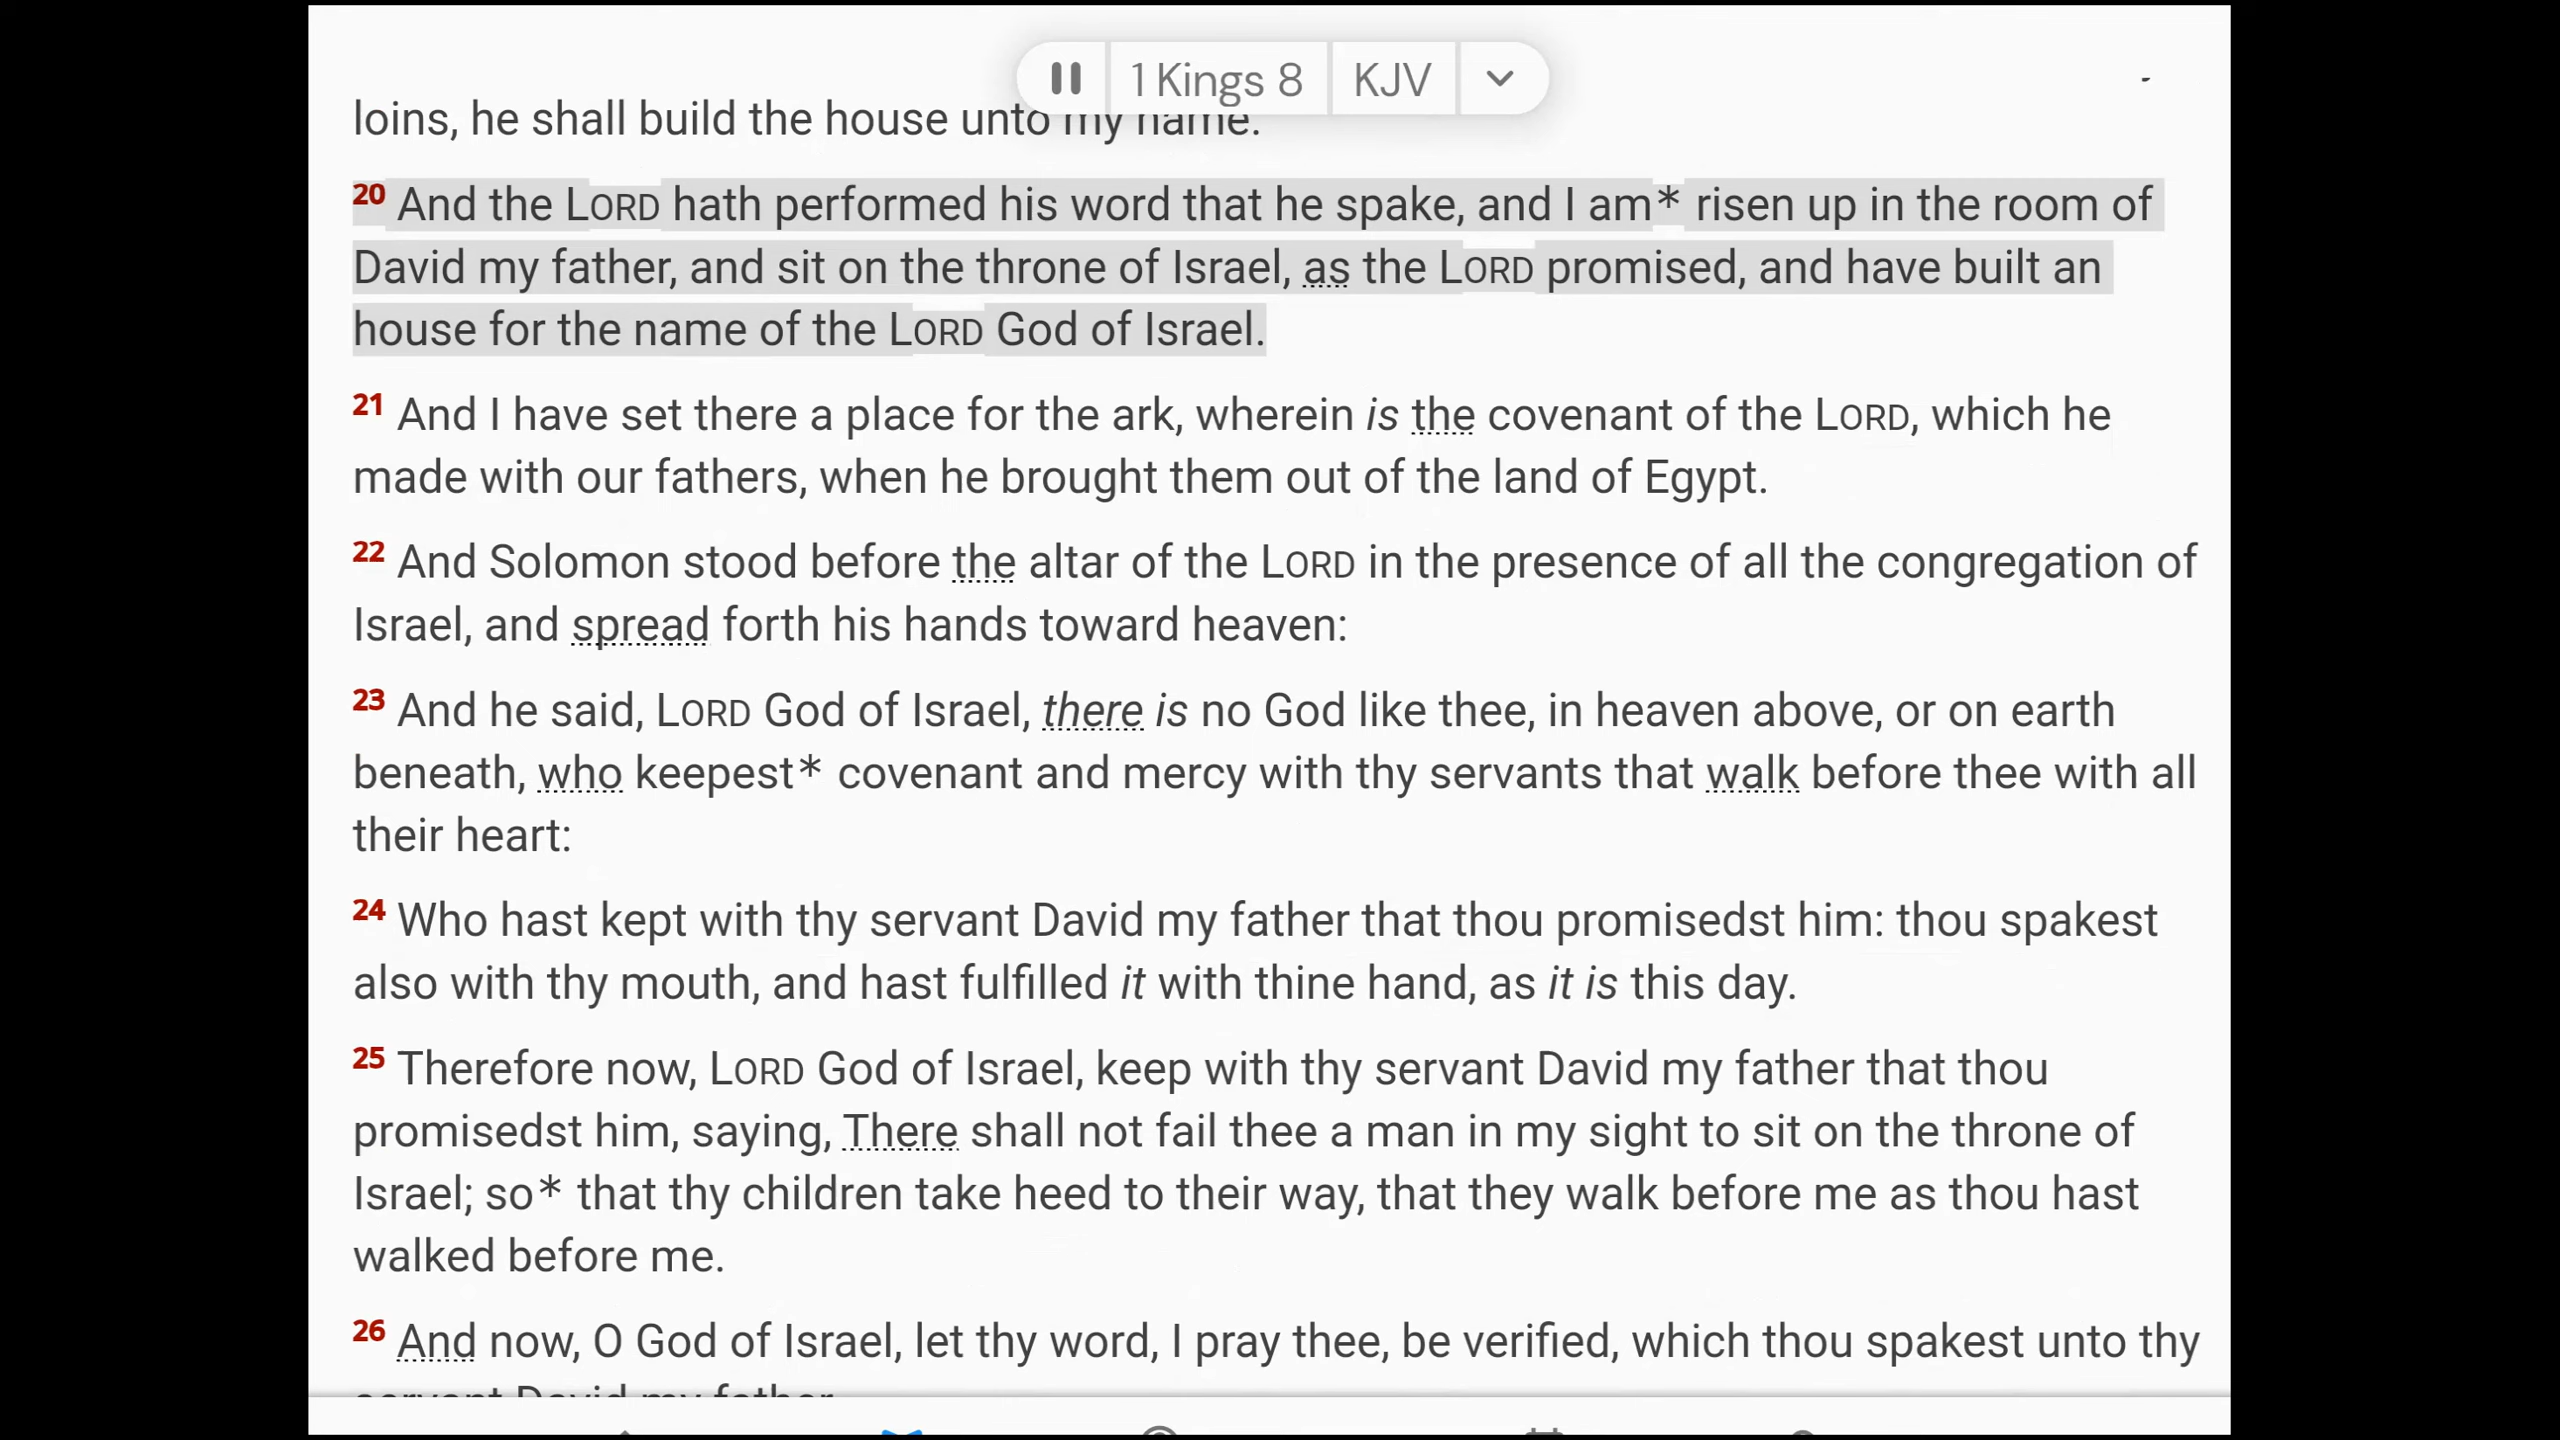 1 Kings 8 KJV
loins, he shall build the house unto my name.
20 And the LORD hath performed his word that he spake, and I am* risen up in the room of
David my father, and sit on the throne of Israel, as the LORD promised, and have built an
house for the name of the LORD God of Israel.
21 And I have set there a place for the ark, wherein is the covenant of the LORD, which he
made with our fathers, when he brought them out of the land of Egypt.
22 And Solomon stood before the altar of the LORD in the presence of all the congregation of
Israel, and spread forth his hands toward heaven:
23 And he said, LORD God of Israel, there is no God like thee, in heaven above, or on earth
beneath, who keepest* covenant and mercy with thy servants that walk before thee with all
their heart:
24 Who hast kept with thy servant David my father that thou promisedst him: thou spakest
also with thy mouth, and hast fulfilled it with thine hand, as it is this day.
25 Therefore now, LORD God of Israel, keep with thy servant David my father that thou
promisedst him, saying, There shall not fail thee a man in my sight to sit on the throne of
Israel; so* that thy children take heed to their way, that they walk before me as thou hast
walked before me.
26 And now, O God of Israel, let thy word, I pray thee, be verified, which thou spakest unto thy
servant David my father